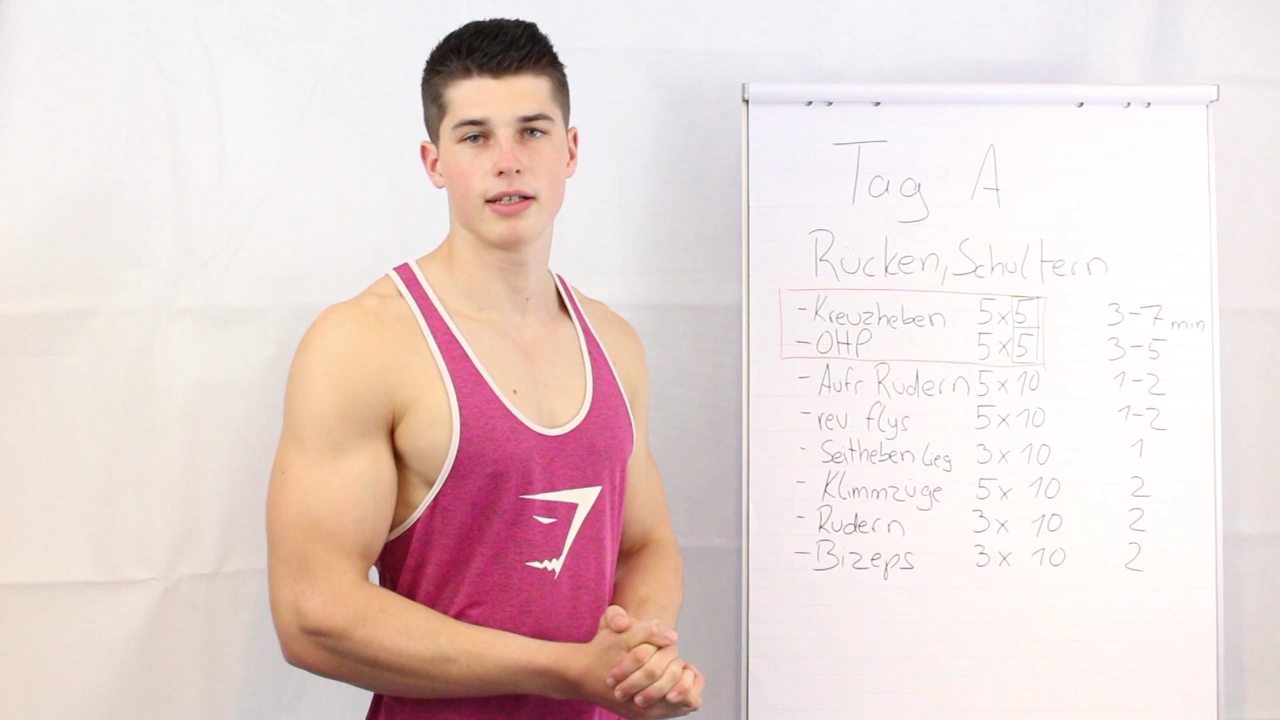 Tag A
Rücken, Schultern
- Kreuzheben 5x5 3-7 min
- OHP 5x5 3-5
- Aufr Rudern 5x10 1-2
- rev. flys 5x10 1-2
- Seitheben lieg 3x10 1
- Klimmzüge 5x10 2
- Rudern 3x10 2
- Bizeps 3x10 2